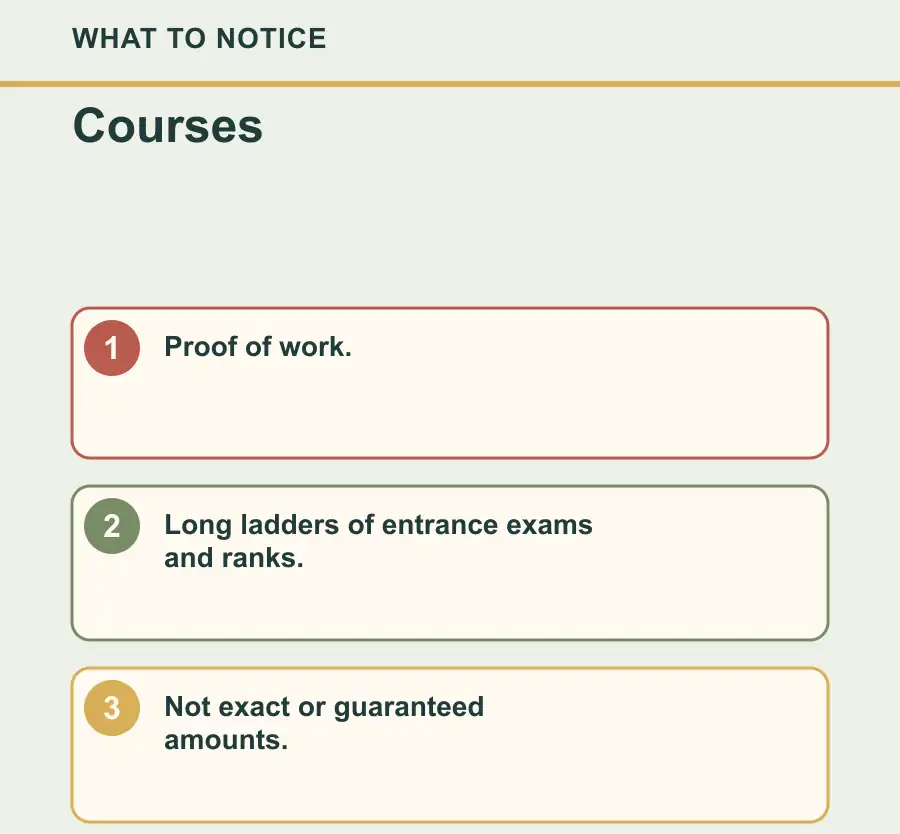 WHAT TO NOTICE
Courses
1
Proof of work.
2
Long ladders of entrance exams
and ranks.
3
Not exact or guaranteed
amounts.